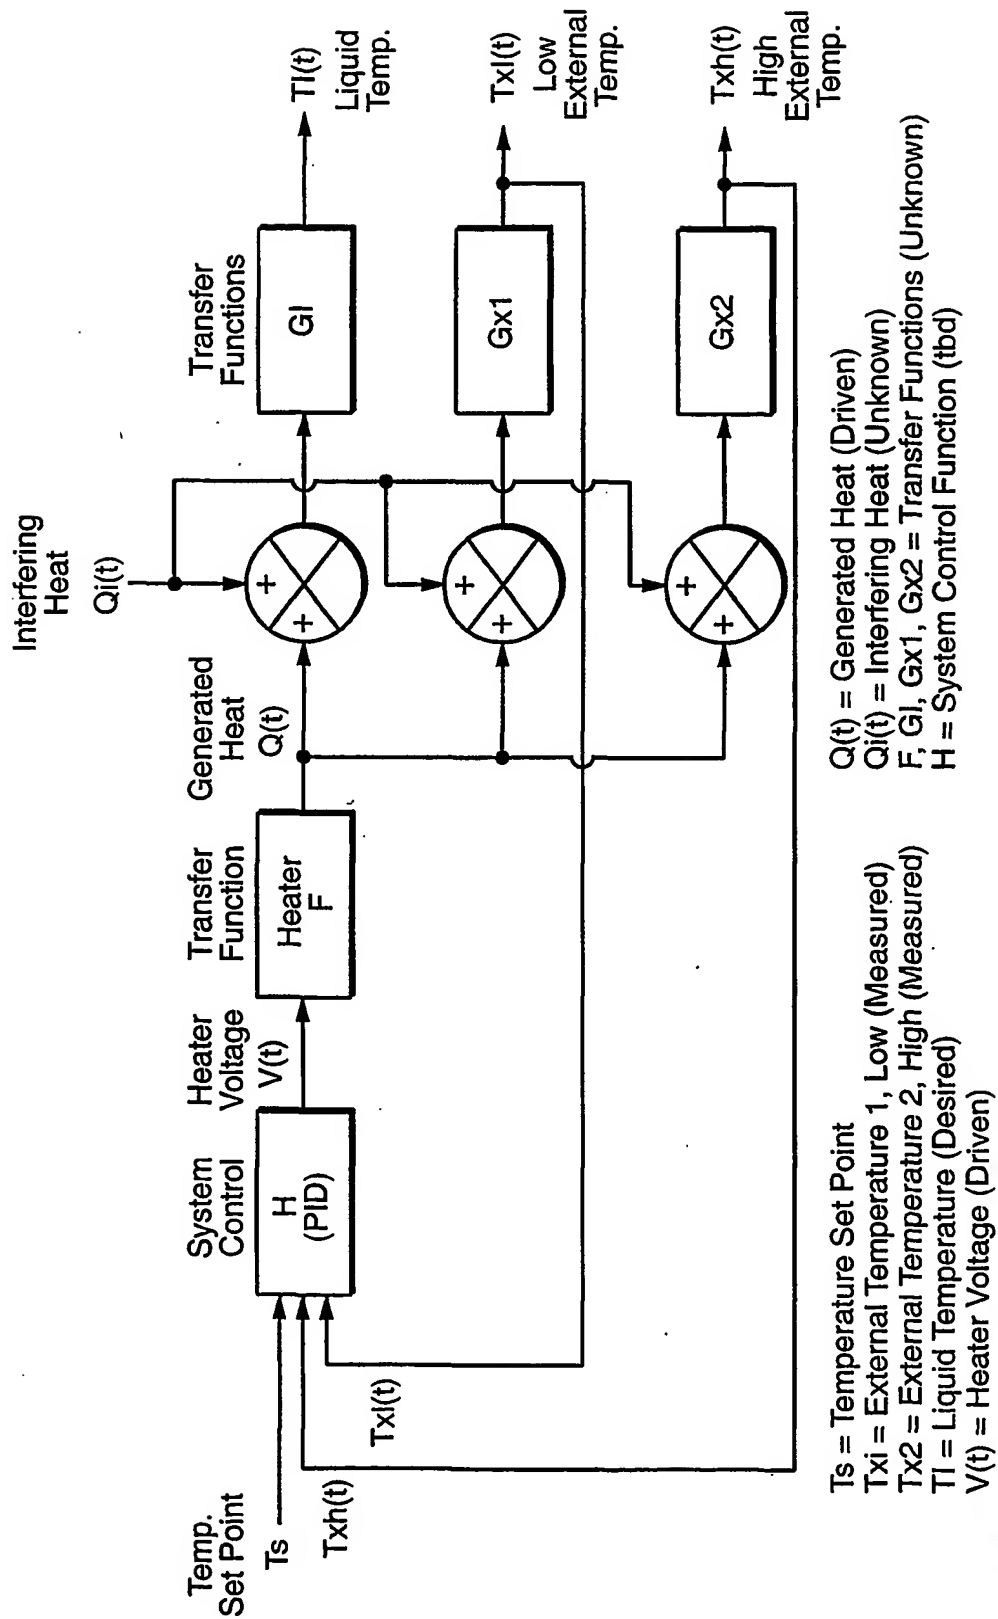 Temp.
Set Point
Ts
Txh(t)
Txl(t)
System
Control
H
(PID)
Heater
Voltage
V(t)
Transfer
Function
Heater
F
Generated
Heat
Q(t)
Interfering
Heat
Qi(t)
+
+
+
+
+
+
Transfer
Functions
Gl
Gx1
Gx2
Tl(t)
Liquid
Temp.
Txl(t)
Low
External
Temp.
Txh(t)
High
External
Temp.
Ts = Temperature Set Point
Txi = External Temperature 1, Low (Measured)
Tx2 = External Temperature 2, High (Measured)
Tl = Liquid Temperature (Desired)
V(t) = Heater Voltage (Driven)
Q(t) = Generated Heat (Driven)
Qi(t) = Interfing Heat (Unknown)
F, Gl, Gx1, Gx2 = Transfer Functions (Unknown)
H = System Control Function (tbd)